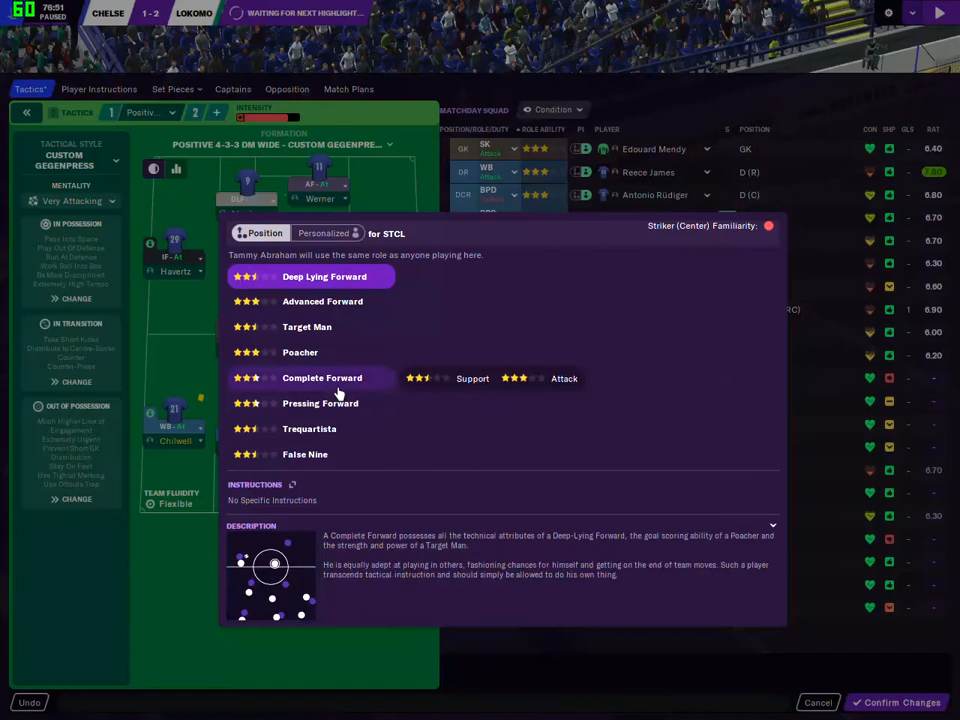 60
76:51
PAUSED
CHELSE
1 - 2
LOKOMO
WAITING FOR NEXT HIGHLIGHT...
Tactics*
Player Instructions
Set Pieces
Captains
Opposition
Match Plans
TACTICS
1
Positiv...
2
+
INTENSITY
MATCHDAY SQUAD
Condition
POSITION/ROLE/DUTY
ROLE ABILITY
PI
PLAYER
S
POSITION
CON
SHP
GLS
RAT
TACTICAL STYLE
CUSTOM
GEGENPRESS
MENTALITY
Very Attacking
IN POSSESSION
Pass Into Space
Play Out Of Defense
Run At Defense
Work Ball Into Box
Be More Disciplined
Extremely High Tempo
CHANGE
IN TRANSITION
Take Short Kicks
Distribute to Centre-Backs
Counter
Counter-Press
CHANGE
OUT OF POSSESSION
Much Higher Line of
Engagement
Extremely Urgent
Prevent Short GK
Distribution
Stay On Feet
Use Tighter Marking
Use Offside Trap
CHANGE
FORMATION
POSITIVE 4-3-3 DM WIDE - CUSTOM GEGENPRE...
11
AF - At
Werner
9
DLF
29
IF - At
Havertz
21
WB - At
Chilwell
TEAM FLUIDITY
Flexible
GK
SK
Attack
Edouard Mendy
GK
-
6.40
DR
WB
Attack
Reece James
D (R)
-
7.80
DCR
BPD
Antonio Rüdiger
D (C)
-
6.80
BPD
-
6.70
-
6.70
-
6.30
-
6.60
RC)
1
6.90
-
6.00
-
6.20
- -
- -
- -
- -
- 6.70
- -
- 6.30
- -
- -
- -
- -
Position
Personalized
for STCL
Striker (Center) Familiarity:
Tammy Abraham will use the same role as anyone playing here.
Deep Lying Forward
Advanced Forward
Target Man
Poacher
Complete Forward
Support
Attack
Pressing Forward
Trequartista
False Nine
INSTRUCTIONS
No Specific Instructions
DESCRIPTION
A Complete Forward possesses all the technical attributes of a Deep-Lying Forward, the goal scoring ability of a Poacher and
the strength and power of a Target Man.
He is equally adept at playing in others, fashioning chances for himself and getting on the end of team moves. Such a player
transcends tactical instruction and should simply be allowed to do his own thing.
Undo
Cancel
Confirm Changes